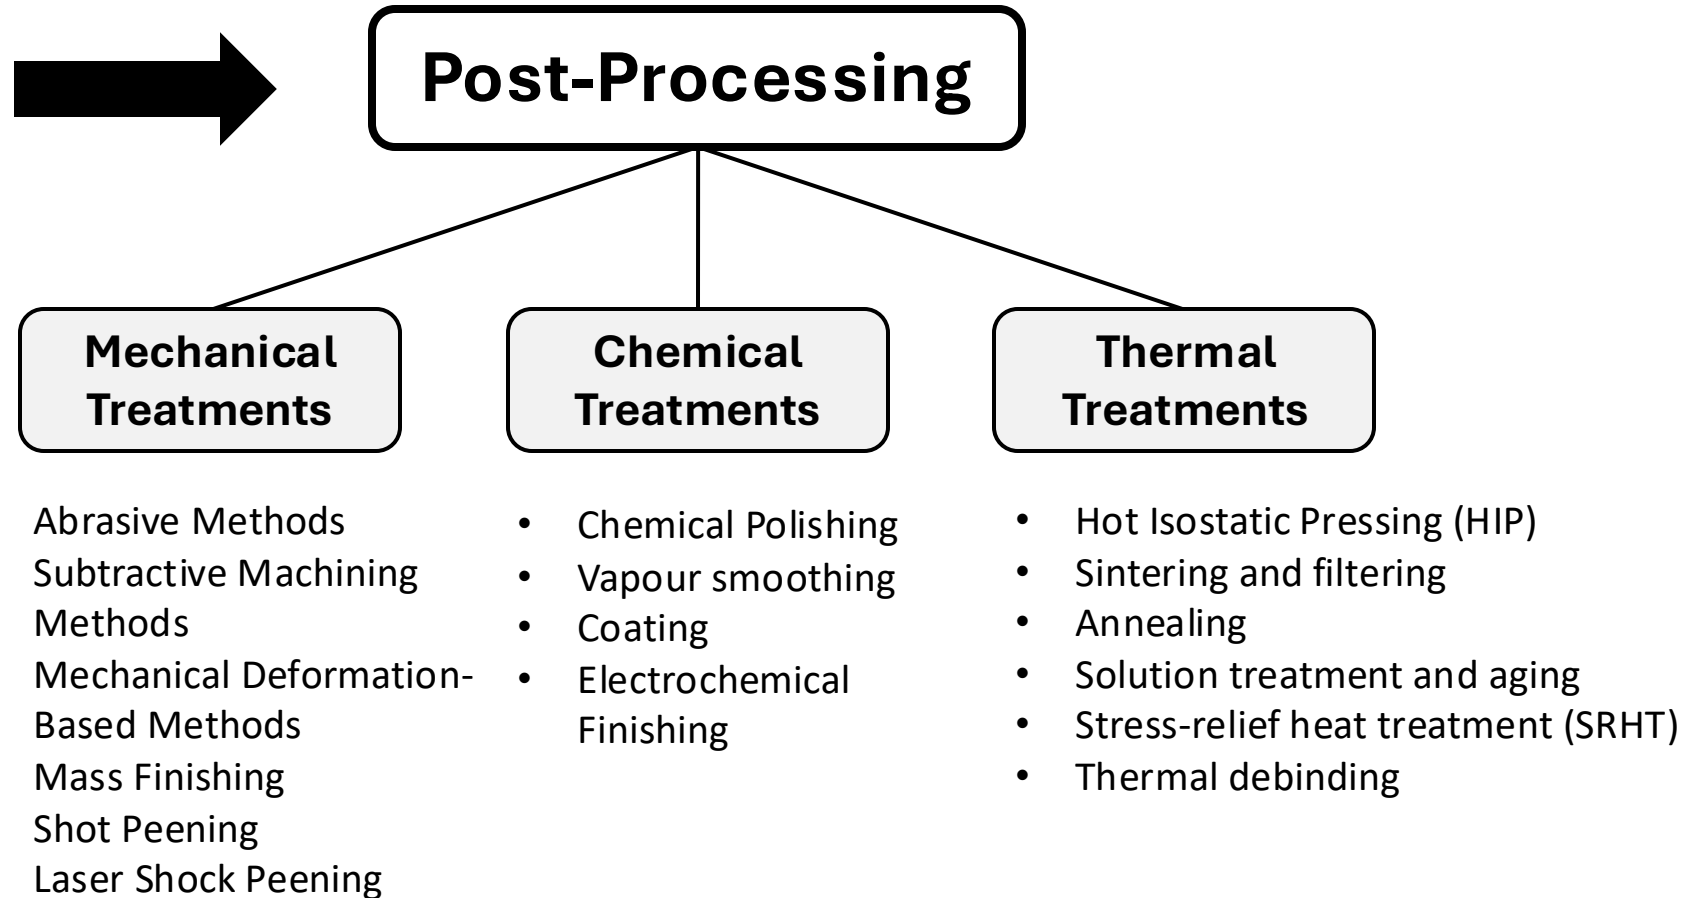 Post-Processing
Mechanical
Treatments
Abrasive Methods
Subtractive Machining
Methods
Mechanical Deformation-
Based Methods
Mass Finishing
Shot Peening
Laser Shock Peening
Chemical
Treatments
• Chemical Polishing
• Vapour smoothing
• Coating
• Electrochemical
Finishing
Thermal
Treatments
• Hot Isostatic Pressing (HIP)
• Sintering and filtering
• Annealing
• Solution treatment and aging
• Stress-relief heat treatment (SRHT)
• Thermal debinding